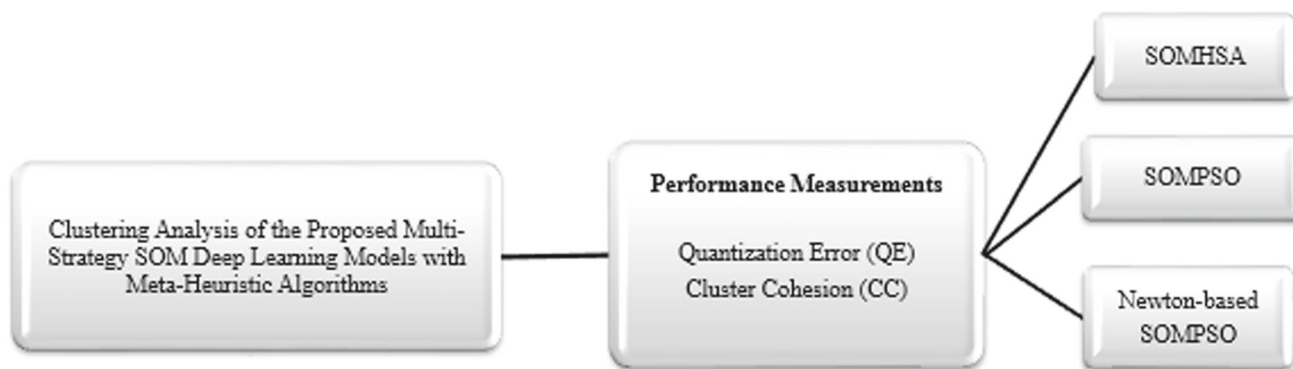 Clustering Analysis of the Proposed Multi-
Strategy SOM Deep Learning Models with
Meta-Heuristic Algorithms
Performance Measurements
Quantization Error (QE)
Cluster Cohesion (CC)
SOMHSA
SOMPSO
Newton-based
SOMPSO